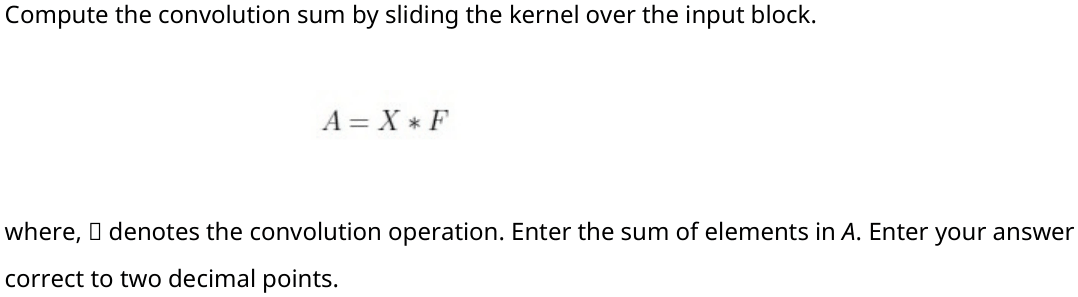 Compute the convolution sum by sliding the kernel over the input block.
A = X * F
where, ▯ denotes the convolution operation. Enter the sum of elements in A. Enter your answer
correct to two decimal points.